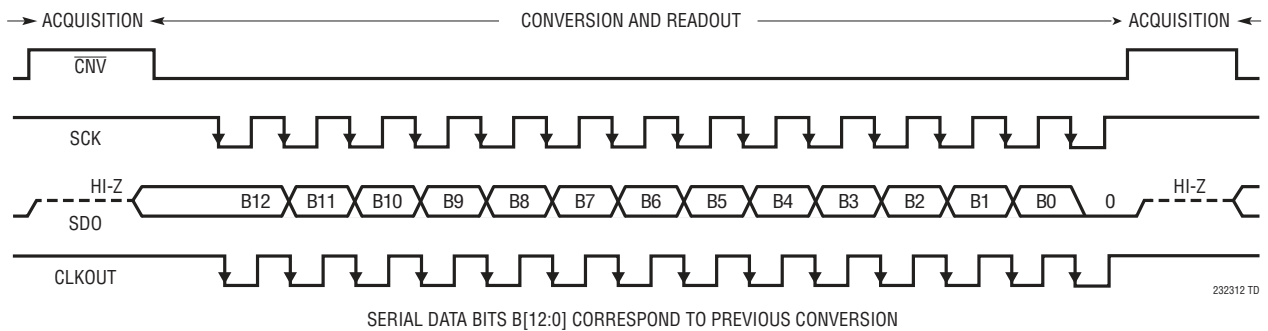 ACQUISITION CONVERSION AND READOUT ACQUISITION
CNV
SCK
HI-Z B12 B11 B10 B9 B8 B7 B6 B5 B4 B3 B2 B1 B0 0 HI-Z
SDO
CLKOUT
232312 TD
SERIAL DATA BITS B[12:0] CORRESPOND TO PREVIOUS CONVERSION